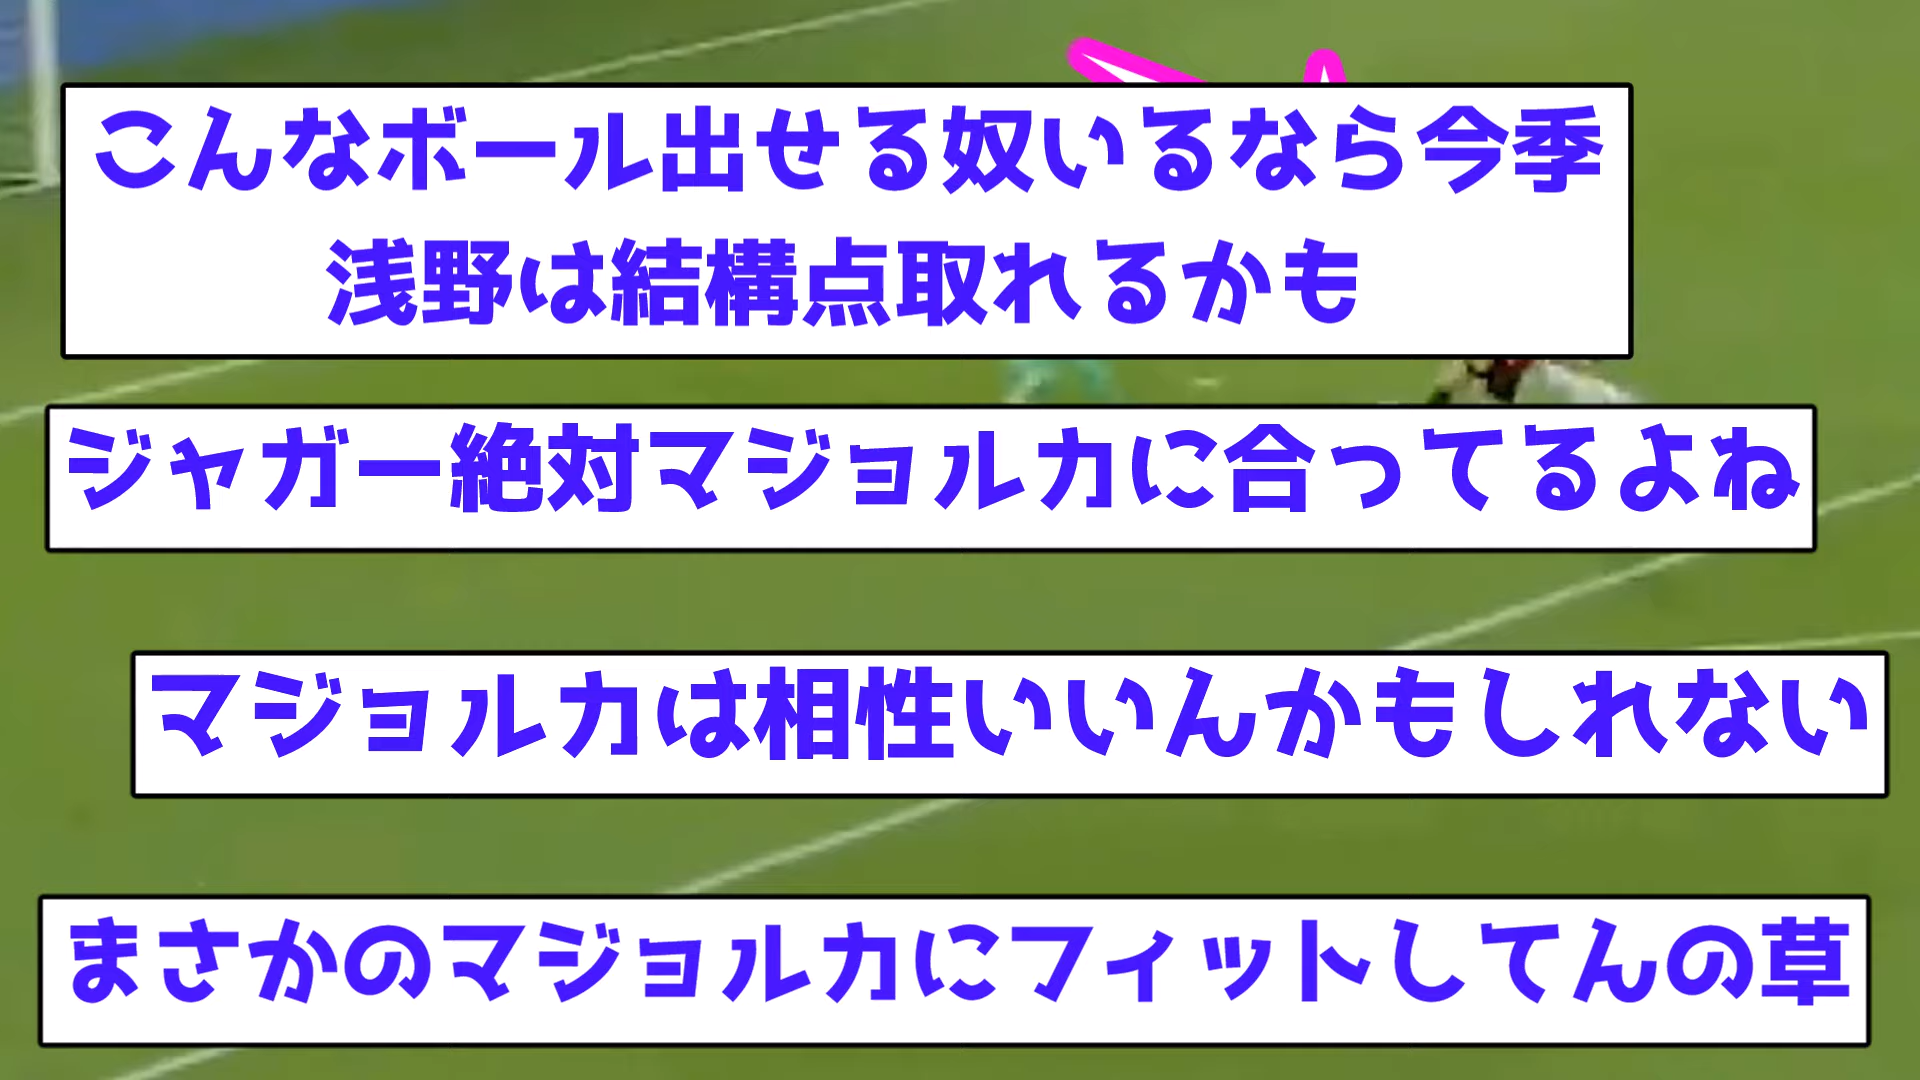 こんなボール出せる奴いるなら今季
浅野は結構点取れるかも
ジャガー絶対マジョルカに合ってるよね
マジョルカは相性いいんかもしれない
まさかのマジョルカにフィットしてんの草